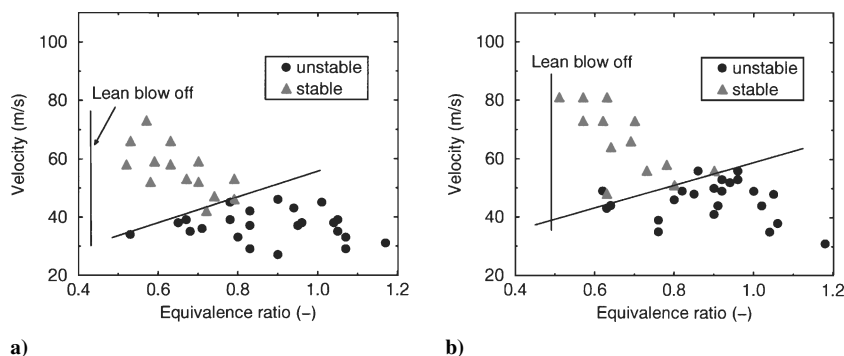 100
80
60
40
20
Velocity (m/s)
Lean blow off
unstable
stable
0.4 0.6 0.8 1.0 1.2
Equivalence ratio (–)
a)
100
80
60
40
20
Velocity (m/s)
Lean blow off
unstable
stable
0.4 0.6 0.8 1.0 1.2
Equivalence ratio (–)
b)